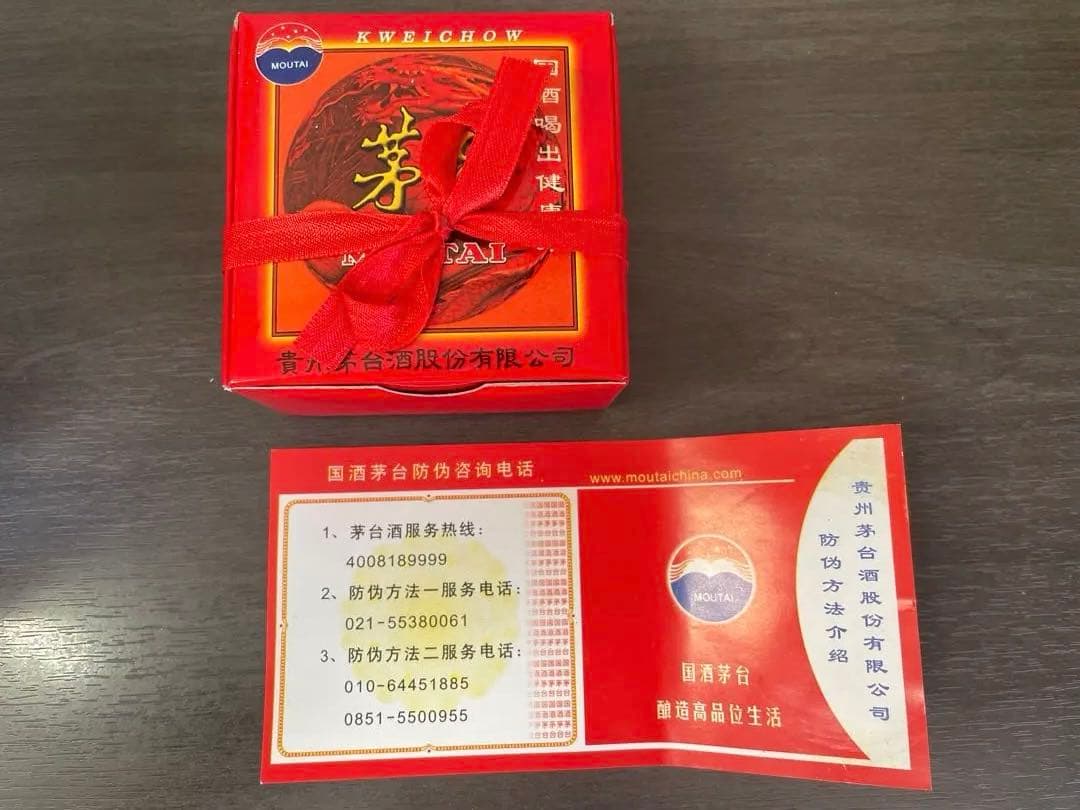 MOUTAI
KWEICHOW
茅
国酒喝出健康
TAI
貴州茅台酒股份有限公司
国酒茅台防伪咨询电话
1、茅台酒服务热线：
4008189999
2、防伪方法一服务电话：
021-55380061
3、防伪方法二服务电话：
010-64451885
0851-5500955
www.moutaichina.com
MOUTAI
国酒茅台
酿造高品位生活
贵州茅台酒股份有限公司
防伪方法介绍